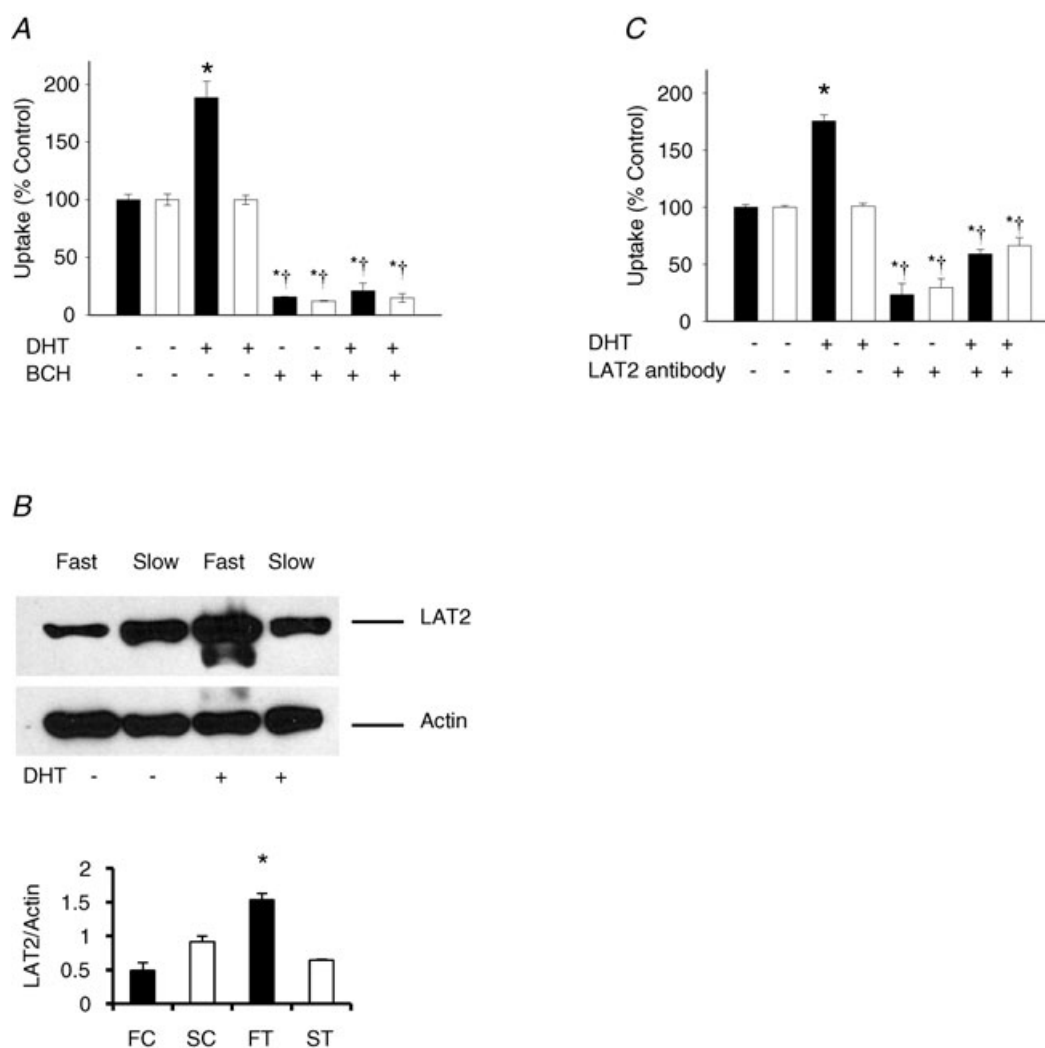 A
*
200
150
100
50
0
Uptake (% Control)
*† *† *† *†
DHT - - + + - - + +
BCH - - - - + + + +
C
*
200
150
100
50
0
Uptake (% Control)
*† *† *† *†
DHT - - + + - - + +
LAT2 antibody - - - - + + + +
B
Fast Slow Fast Slow
LAT2
Actin
DHT - - + +
*
2
1.5
1
0.5
0
LAT2/Actin
FC SC FT ST